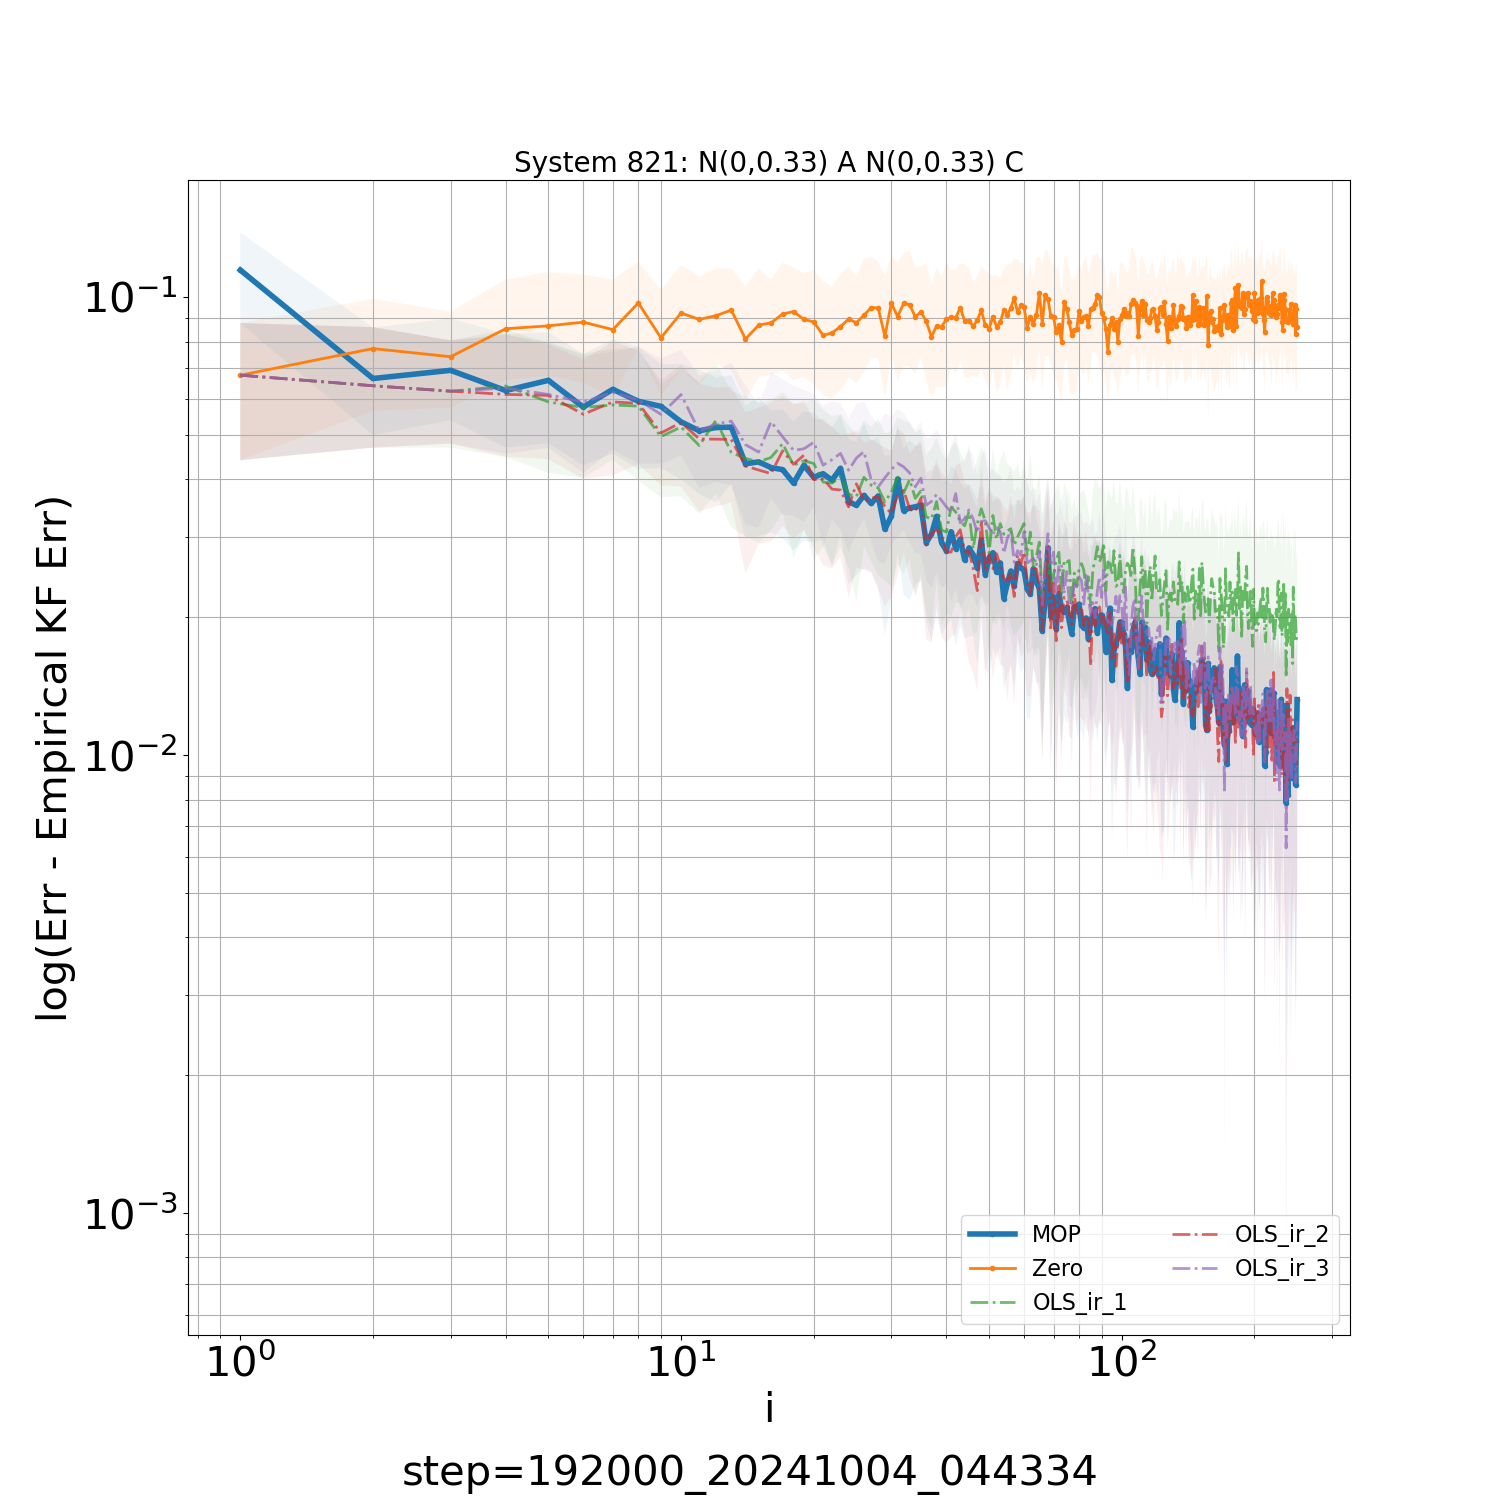 System 821: N(0,0.33) A N(0,0.33) C
log(Err - Empirical KF Err)
10⁻¹
10⁻²
10⁻³
MOP
Zero
OLS_ir_1
OLS_ir_2
OLS_ir_3
10⁰ 10¹ 10²
i
step=192000_20241004_044334